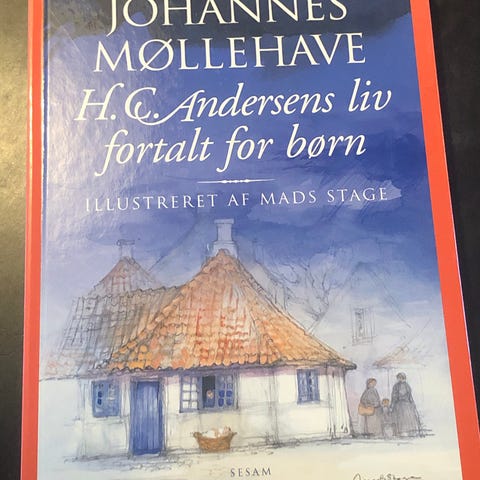 JOHANNES
MØLLEHAVE
H.C. Andersens liv
fortalt for børn
ILLUSTRERET AF MADS STAGE
SESAM